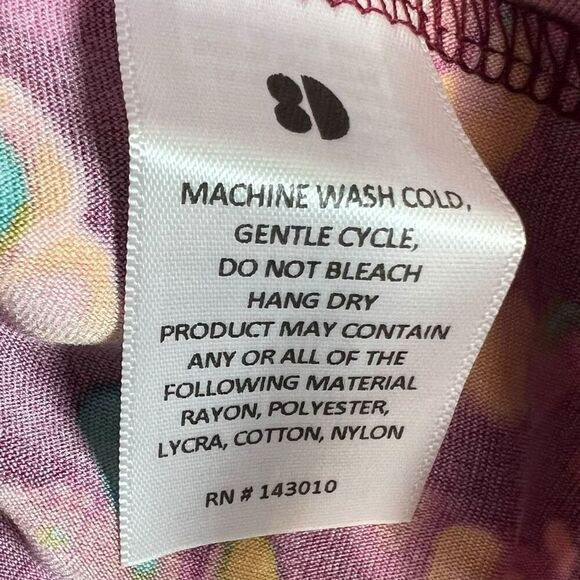 MACHINE WASH COLD,
GENTLE CYCLE,
DO NOT BLEACH
HANG DRY
PRODUCT MAY CONTAIN
ANY OR ALL OF THE
FOLLOWING MATERIAL
RAYON, POLYESTER,
LYCRA, COTTON, NYLON
RN # 143010